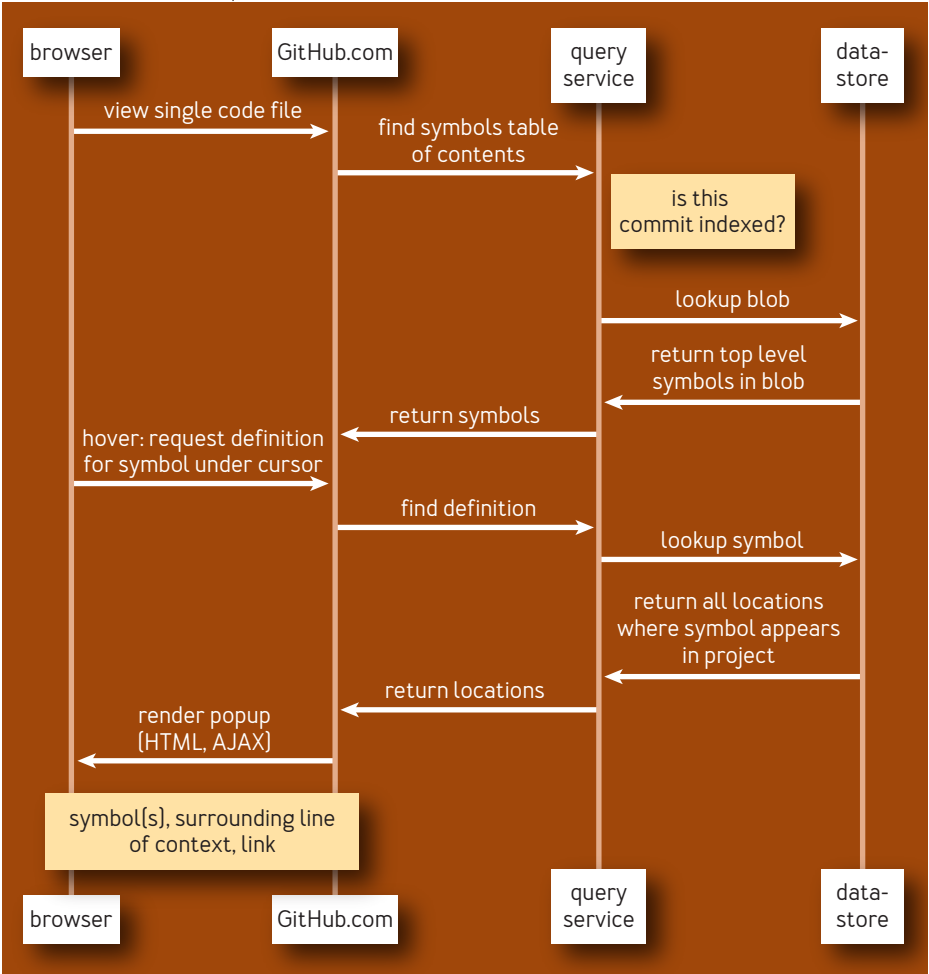 browser
GitHub.com
query
service
data-
store
view single code file
find symbols table
of contents
is this
commit indexed?
lookup blob
return top level
symbols in blob
return symbols
hover: request definition
for symbol under cursor
find definition
lookup symbol
return all locations
where symbol appears
in project
return locations
render popup
(HTML, AJAX)
symbol(s), surrounding line
of context, link
browser
GitHub.com
query
service
data-
store